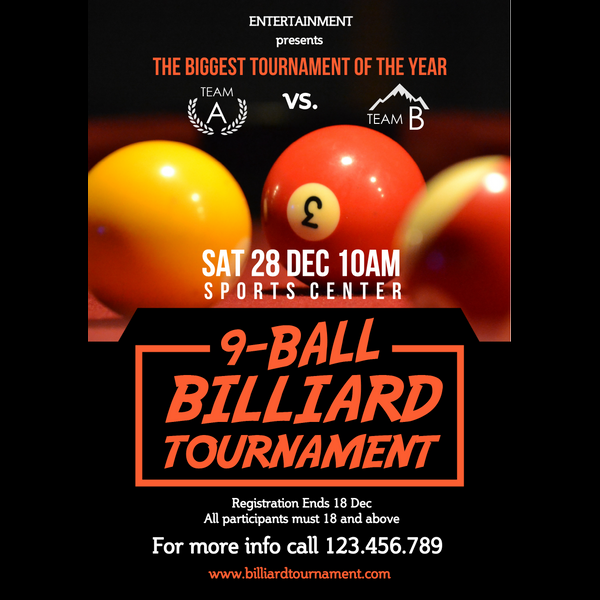 ENTERTAINMENT
presents
THE BIGGEST TOURNAMENT OF THE YEAR
TEAM
A
vs.
TEAM B
3
SAT 28 DEC 10AM
SPORTS CENTER
9-BALL
BILLIARD
TOURNAMENT
Registration Ends 18 Dec
All participants must 18 and above
For more info call 123.456.789
www.billiardtournament.com